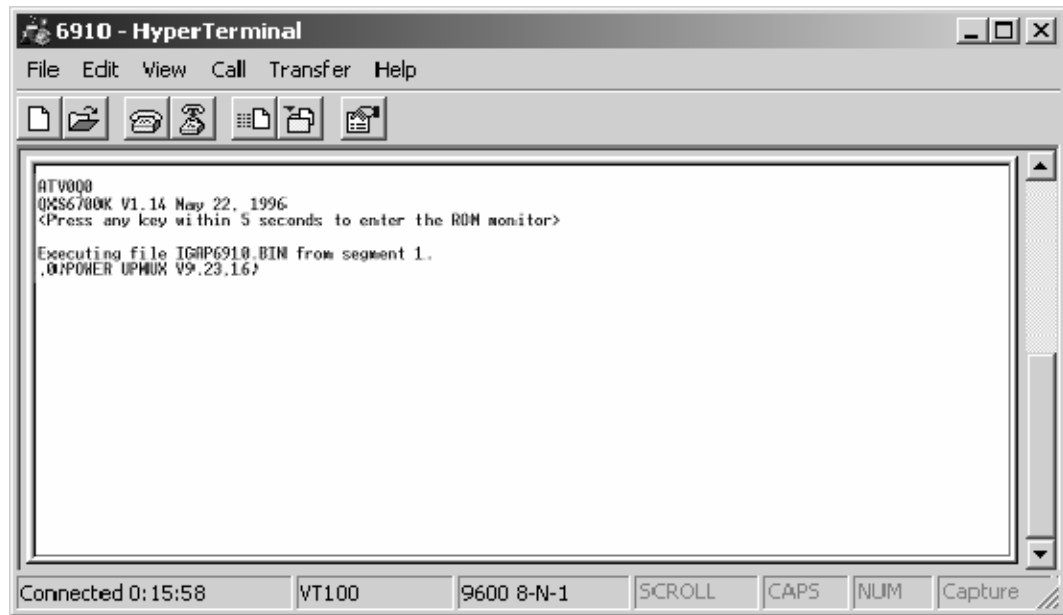 6910 - HyperTerminal
File Edit View Call Transfer Help
ATV0Q0
QXS6700K V1.14 May 22, 1996
<Press any key within 5 seconds to enter the ROM monitor>
Executing file IGAP6910.BIN from segment 1.
.0♪POWER UPMUX V9.23.16♪
Connected 0:15:58 VT100 9600 8-N-1 SCROLL CAPS NUM Capture